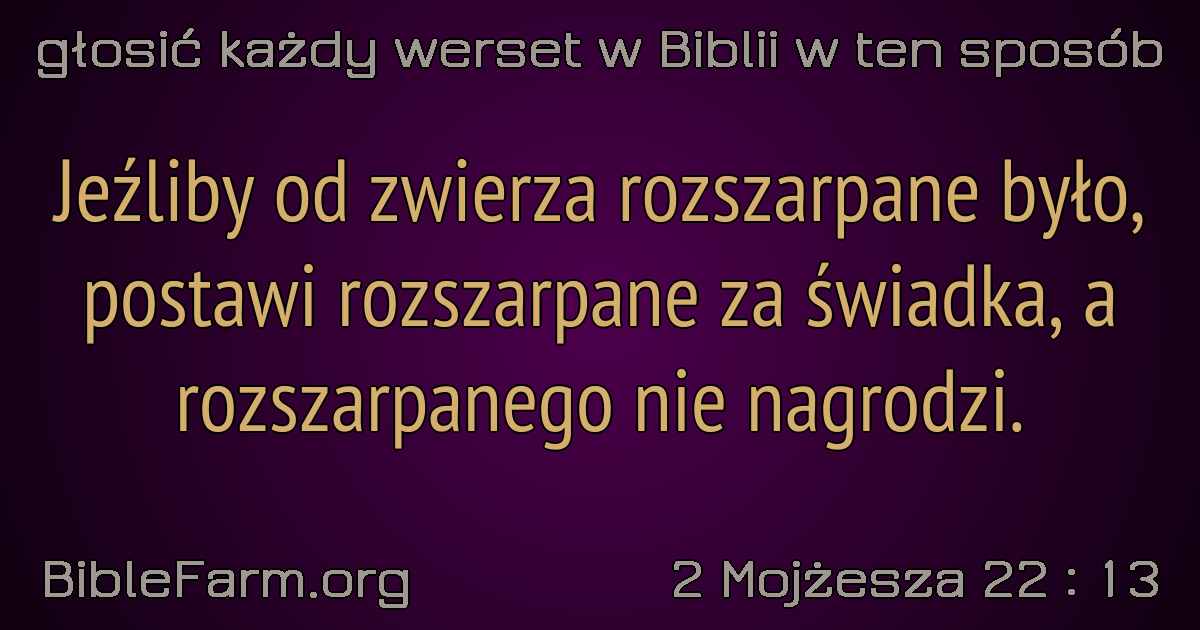 głosić każdy werset w Biblii w ten sposób
Jeźliby od zwierza rozszarpane było,
postawi rozszarpane za świadka, a
rozszarpanego nie nagrodzi.
BibleFarm.org
2 Mojżesza 22 : 13